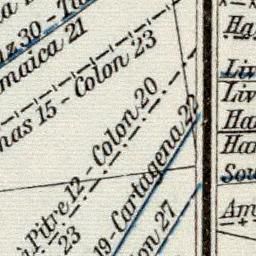 z 30 - Ta
maica 21
nas 15 - Colon 23
à Pitre 12 - Colon 20
23
19 - Cartagena 22
on 27
Ha
Liv
Liv
Ha
Ha
Sou
Am